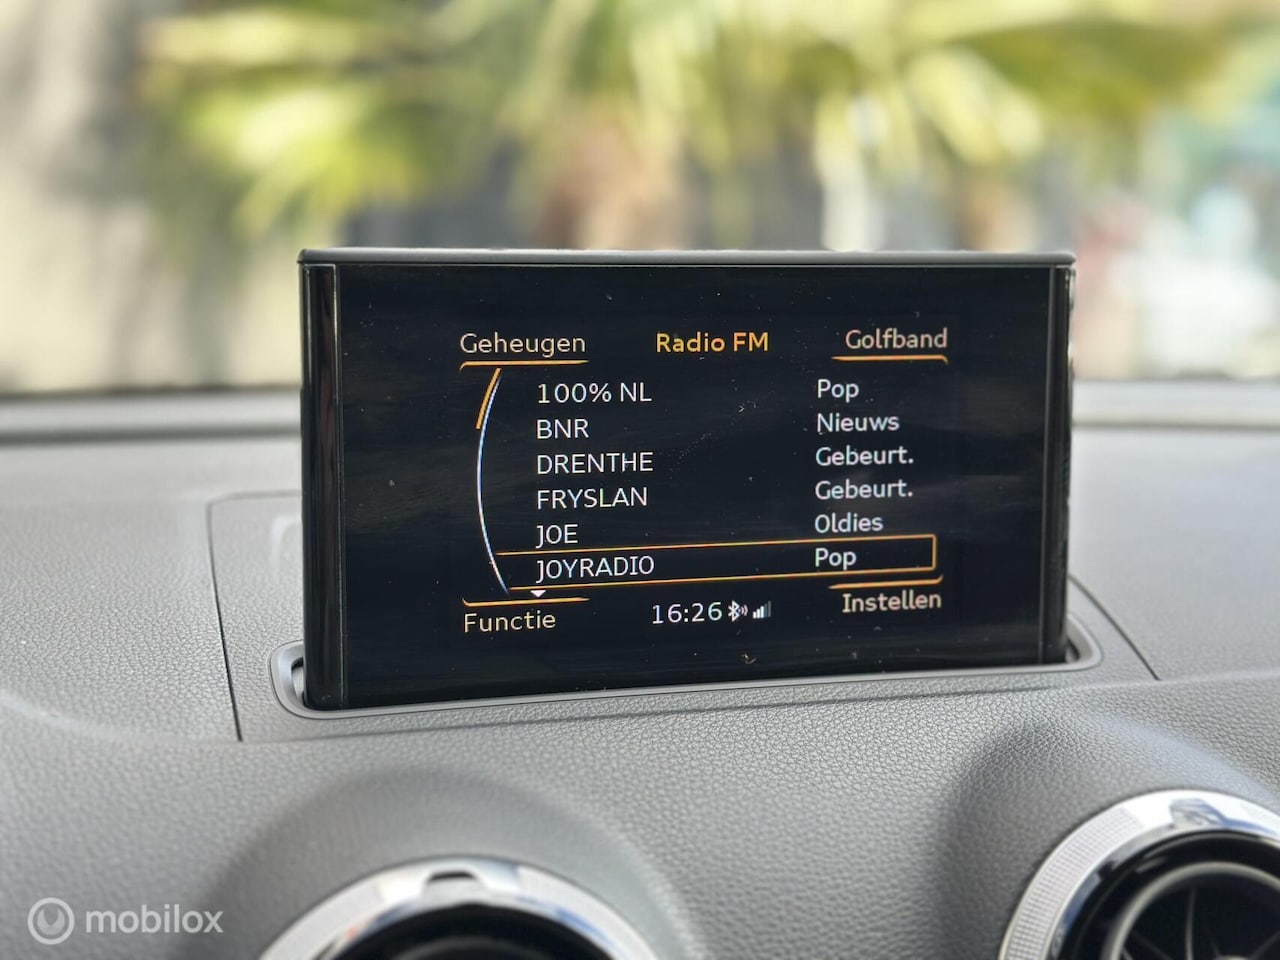 Geheugen Radio FM Golfband
100% NL Pop
BNR Nieuws
DRENTHE Gebeurt.
FRYSLAN Gebeurt.
JOE Oldies
JOYRADIO Pop
Functie 16:26 Instellen
mobilox